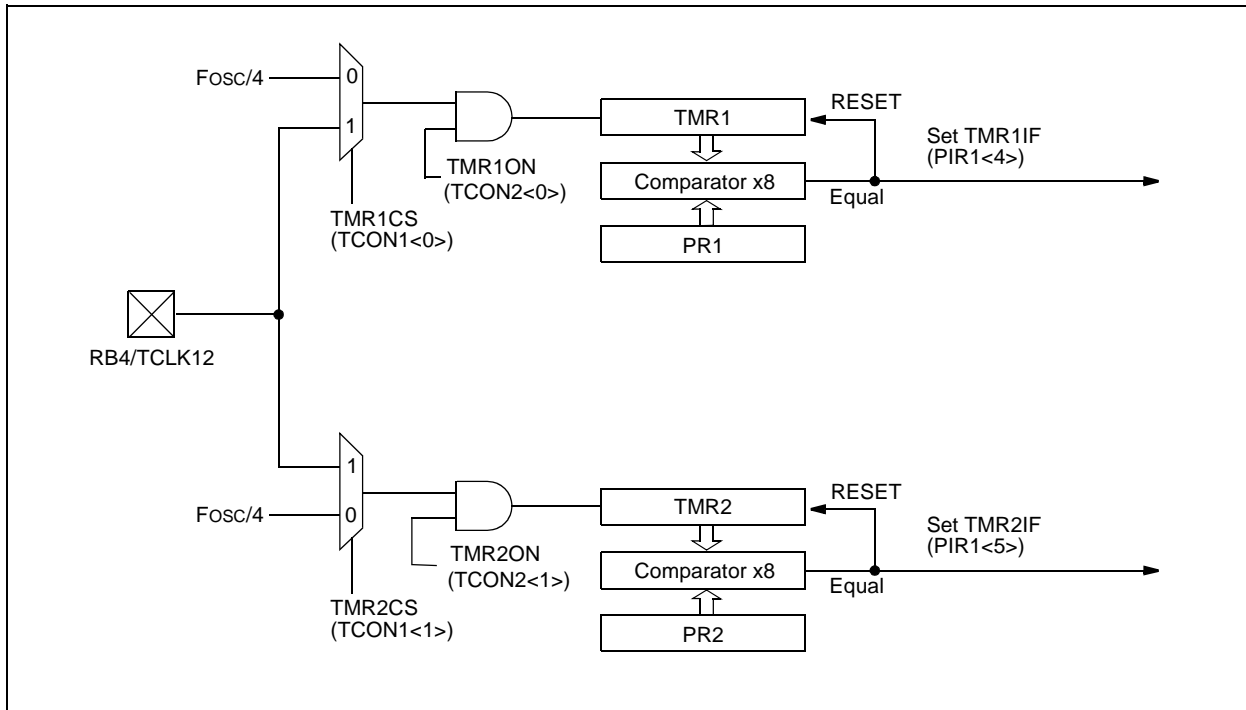 Fosc/4
0
1
TMR1CS
(TCON1<0>)
TMR1ON
(TCON2<0>)
TMR1
Comparator x8
PR1
RESET
Equal
Set TMR1IF
(PIR1<4>)
RB4/TCLK12
1
Fosc/4
0
TMR2CS
(TCON1<1>)
TMR2ON
(TCON2<1>)
TMR2
Comparator x8
PR2
RESET
Equal
Set TMR2IF
(PIR1<5>)